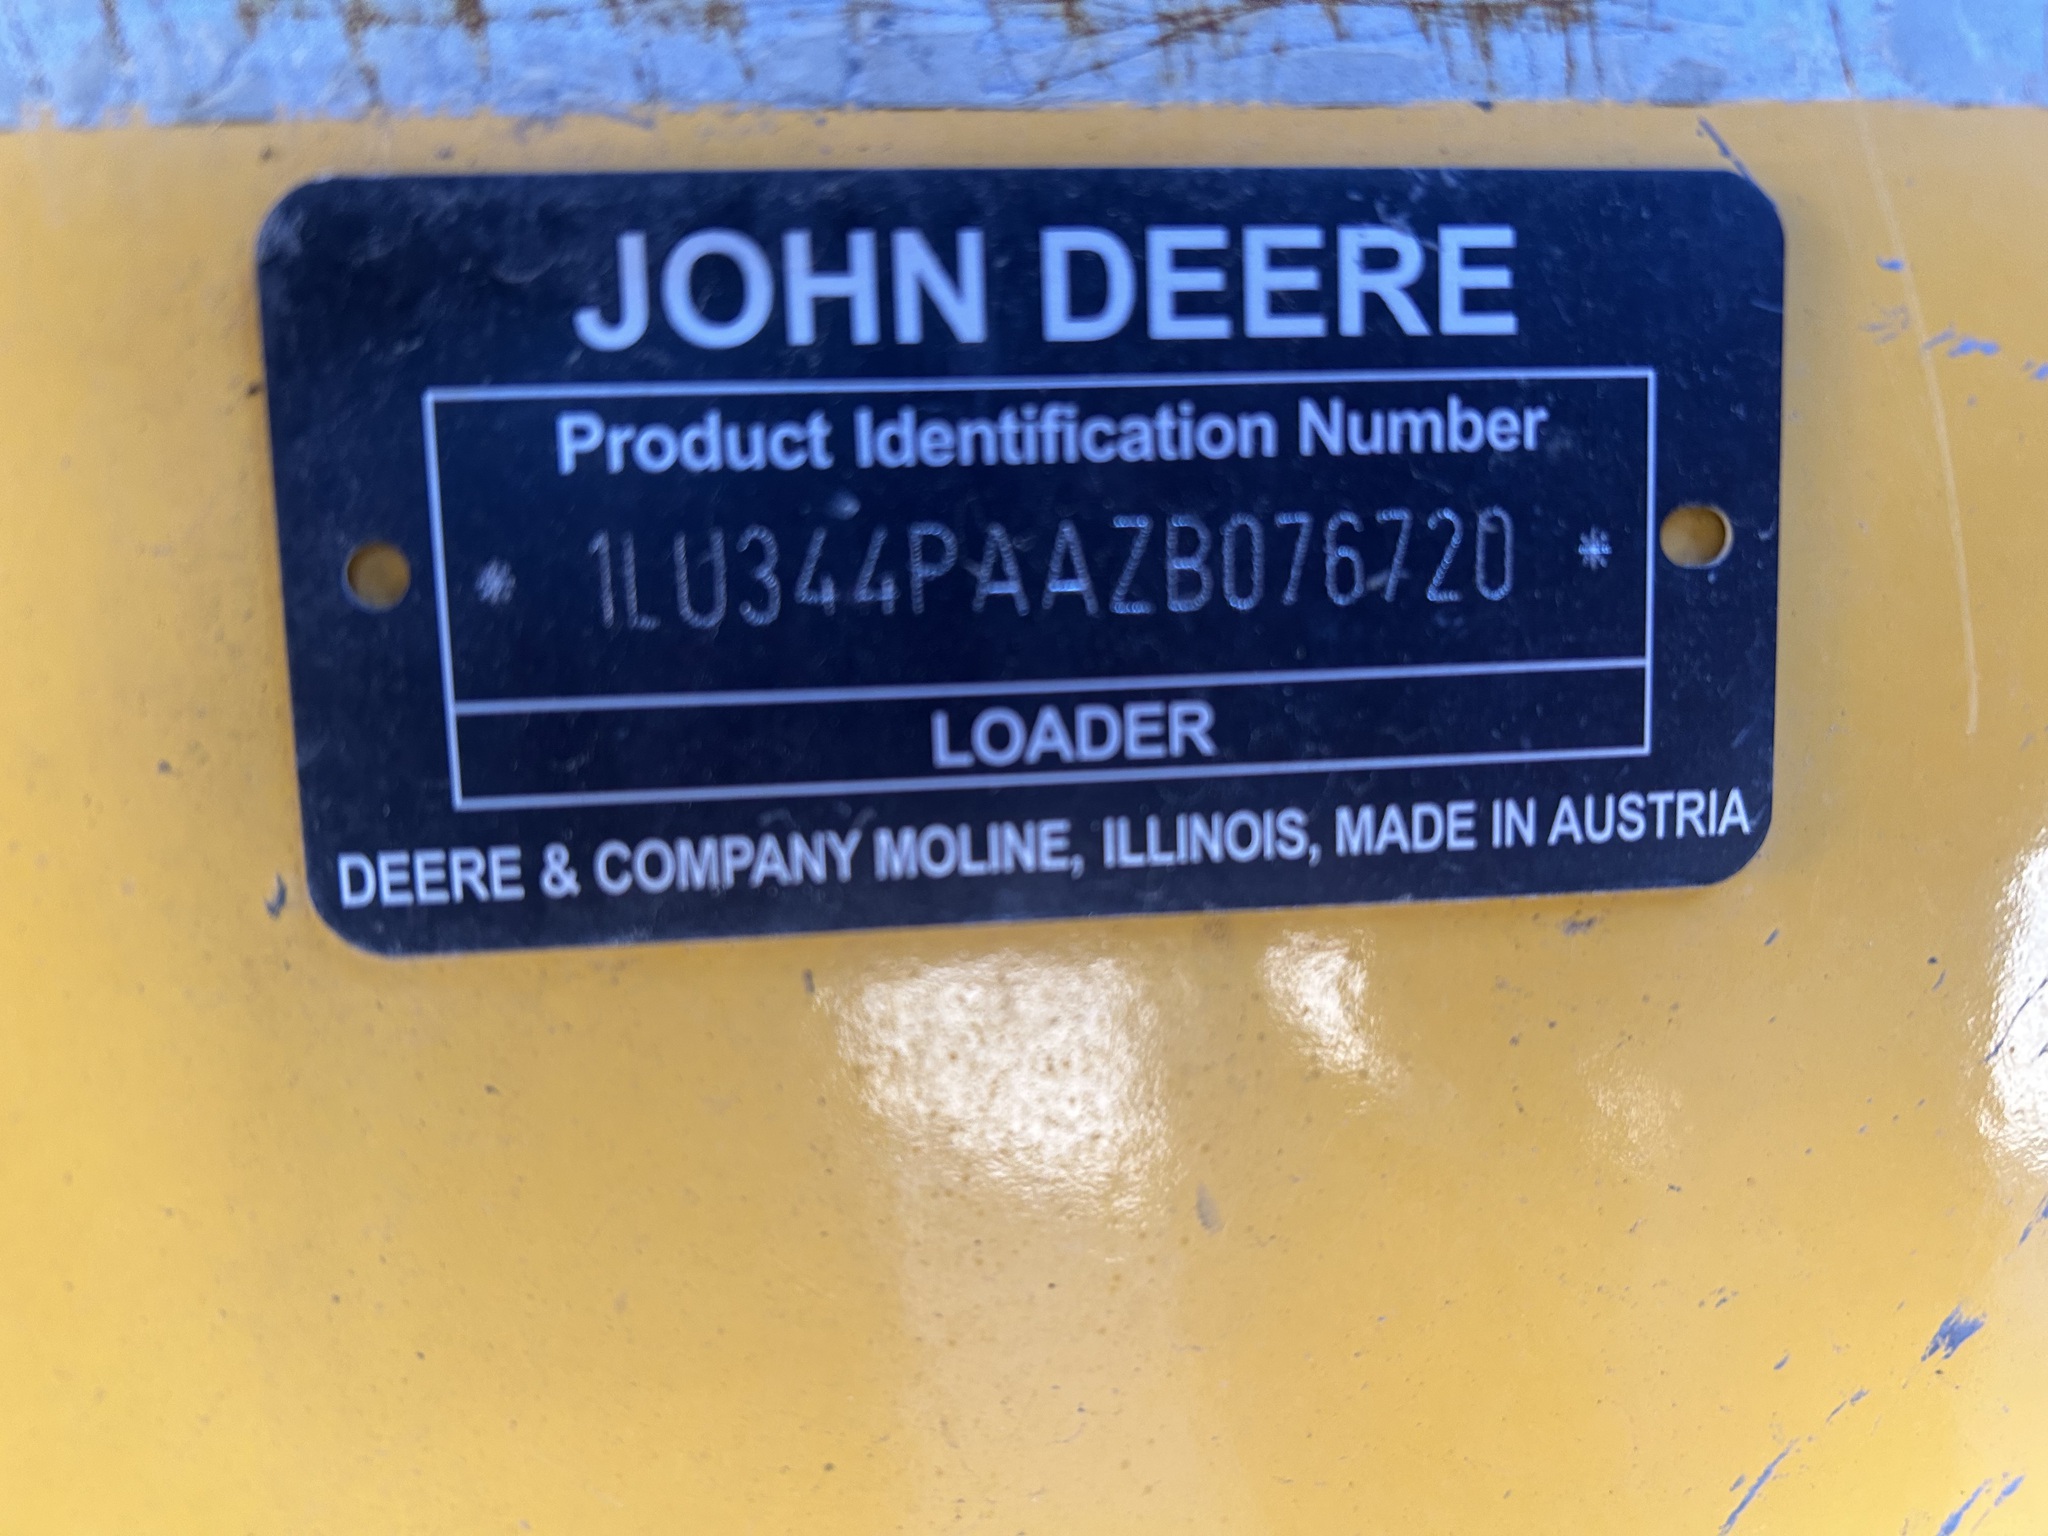 JOHN DEERE
Product Identification Number
* 1LU344PAAZB076720 *
LOADER
DEERE & COMPANY MOLINE, ILLINOIS, MADE IN AUSTRIA